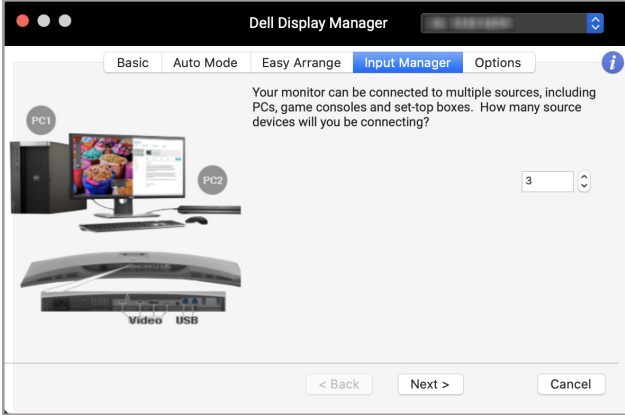 Dell Display Manager
Basic Auto Mode Easy Arrange Input Manager Options
i
Your monitor can be connected to multiple sources, including
PCs, game consoles and set-top boxes. How many source
devices will you be connecting?
PC1
PC2
3
Video USB
< Back Next > Cancel